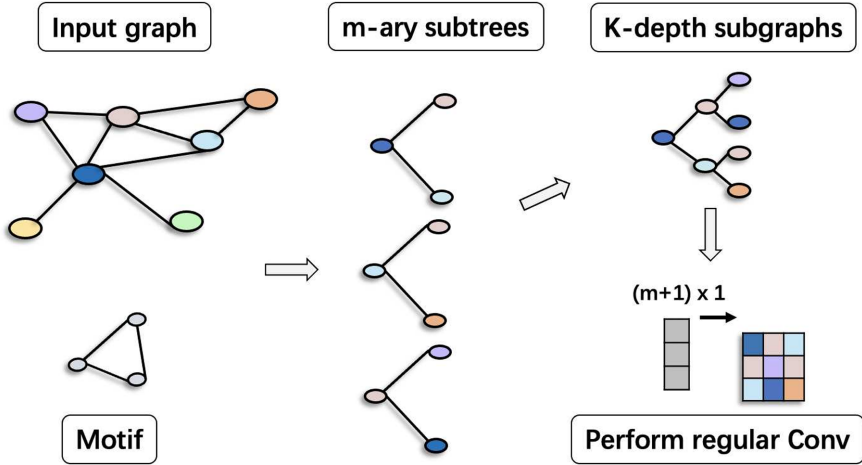 Input graph
m-ary subtrees
K-depth subgraphs
(m+1) x 1
Motif
Perform regular Conv